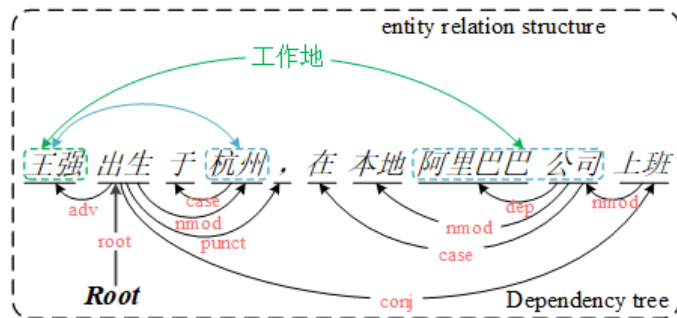 entity relation structure
工作地
王强 出生 于 杭州 , 在 本地 阿里巴巴 公司 上班
adv case dep nmod
nmod nmod
root punct case
Root conj Dependency tree